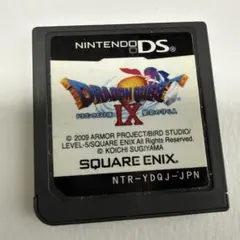 NINTENDO DS
DRAGON QUEST
IX
© 2009 ARMOR PROJECT/BIRD STUDIO/
LEVEL-5/SQUARE ENIX All Rights Reserved.
© KOICHI SUGIYAMA
SQUARE ENIX.
NTR-YDQJ-JPN